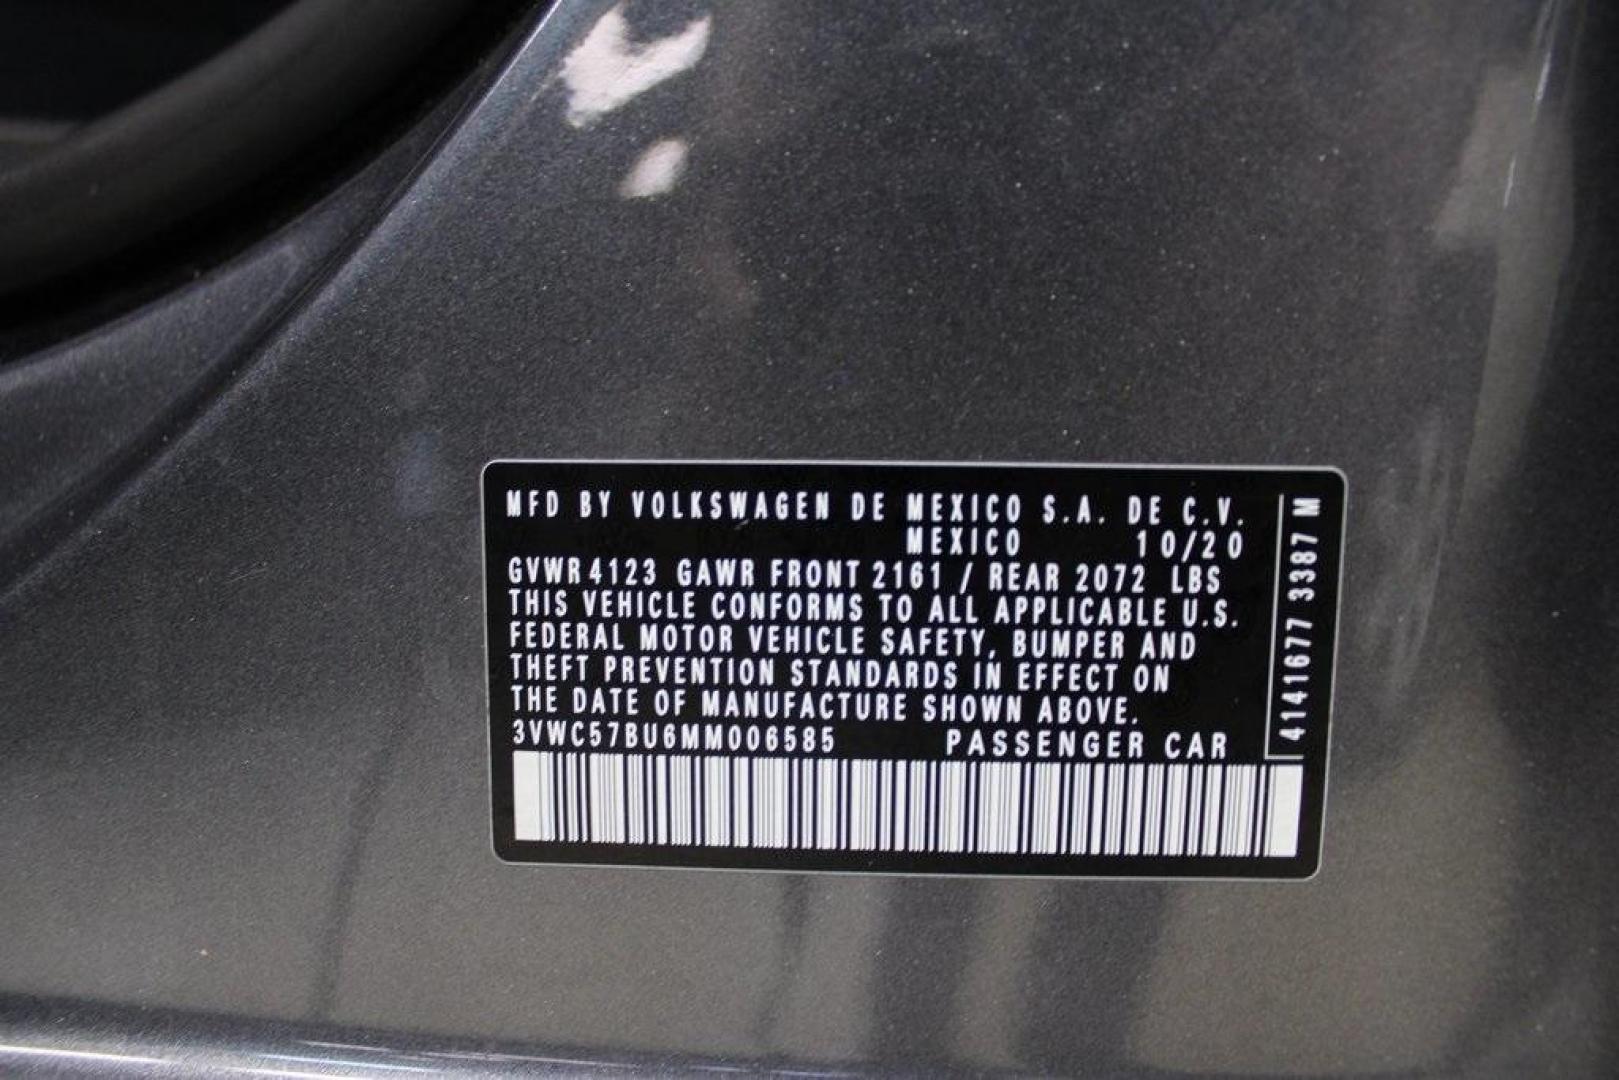 MFD BY VOLKSWAGEN DE MEXICO S.A. DE C.V.
MEXICO 10/20
GVWR 4123 GAWR FRONT 2161 / REAR 2072 LBS
THIS VEHICLE CONFORMS TO ALL APPLICABLE U.S.
FEDERAL MOTOR VEHICLE SAFETY, BUMPER AND
THEFT PREVENTION STANDARDS IN EFFECT ON
THE DATE OF MANUFACTURE SHOWN ABOVE.
3VWC57BU6MM006585 PASSENGER CAR
4141677 3387 M